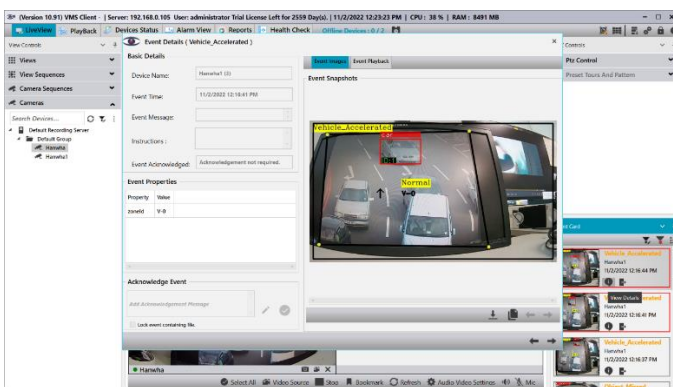 (Version 10.91) VMS Client - | Server: 192.168.0.105 User: administrator Trial License Left for 2559 Day(s). | 11/2/2022 12:23:23 PM | CPU : 38 % | RAM : 8491 MB
LiveView PlayBack Devices Status Alarm View Reports Health Check Offline Devices : 0 / 2
View Controls
Views
View Sequences
Camera Sequences
Cameras
Search Devices...
Default Recording Server
Default Group
Hanwha
Hanwha1
Event Details ( Vehicle_Accelerated )
Basic Details
Device Name:
Event Time: 11/2/2022 12:16:41 PM
Event Message:
Instructions :
Event Acknowledged: Acknowledgement not required.
Event Properties
Property Value
zoneId V-0
Acknowledge Event
Add Acknowledgement Message
Lock event containing file.
Event Images Event Playback
Event Snapshots
Vehicle_Accelerated
Normal
V-0
Controls
Ptz Control
Preset Tours And Pattern
Vehicle_Accelerated
Hanwha1
11/2/2022 12:16:44 PM
View Details
Hanwha1
11/2/2022 12:16:41 PM
Vehicle_Accelerated
Hanwha1
11/2/2022 12:16:37 PM
Hanwha
Select All Video Source Stop Bookmark Refresh Audio Video Settings Mic